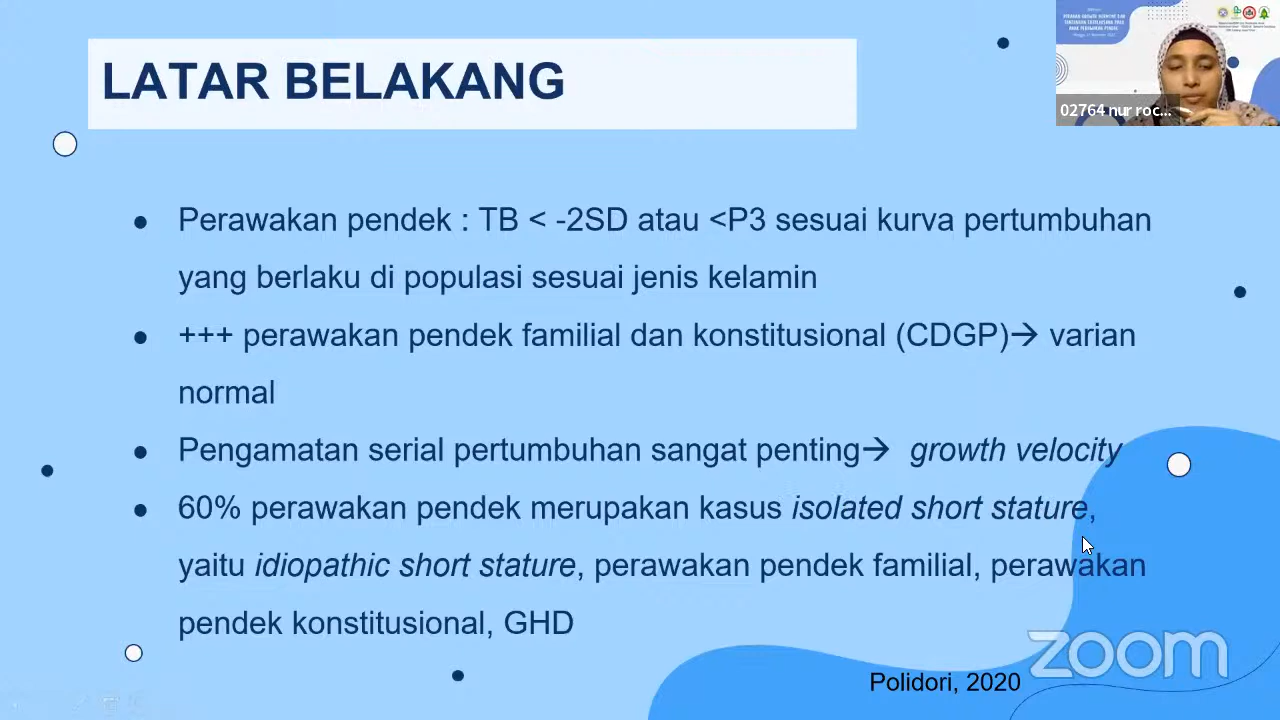 LATAR BELAKANG
02764 nur roc...
● Perawakan pendek : TB < -2SD atau <P3 sesuai kurva pertumbuhan
yang berlaku di populasi sesuai jenis kelamin
● +++ perawakan pendek familial dan konstitusional (CDGP)→ varian
normal
● Pengamatan serial pertumbuhan sangat penting→ growth velocity
● 60% perawakan pendek merupakan kasus isolated short stature,
yaitu idiopathic short stature, perawakan pendek familial, perawakan
pendek konstitusional, GHD
zoom
Polidori, 2020